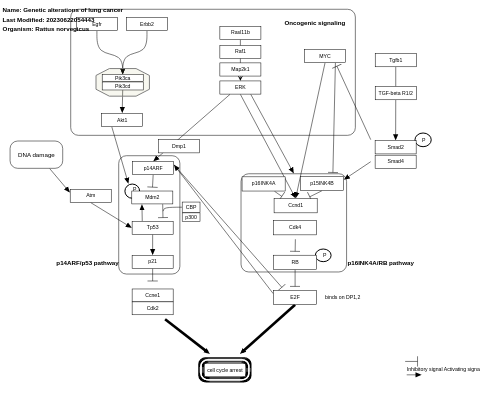 Name: Genetic alterations of lung cancer
Last Modified: 20230622054443
Organism: Rattus norvegicus
Egfr
Erbb2
Oncogenic signaling
Rasl11b
Raf1
Map2k1
ERK
MYC
Tgfb1
TGF-beta R1/2
Smad2
P
Smad4
Pik3ca
Pik3cd
Akt1
Dmp1
DNA damage
Atm
p14ARF
P
Mdm2
CBP
p300
Tp53
p21
p14ARF/p53 pathway
Ccne1
Cdk2
p16INK4A
p15INK4B
Ccnd1
Cdk4
RB
P
p16INK4A/RB pathway
E2F
binds on DP1,2
cell cycle arrest
Inhibitory signal
Activating signal